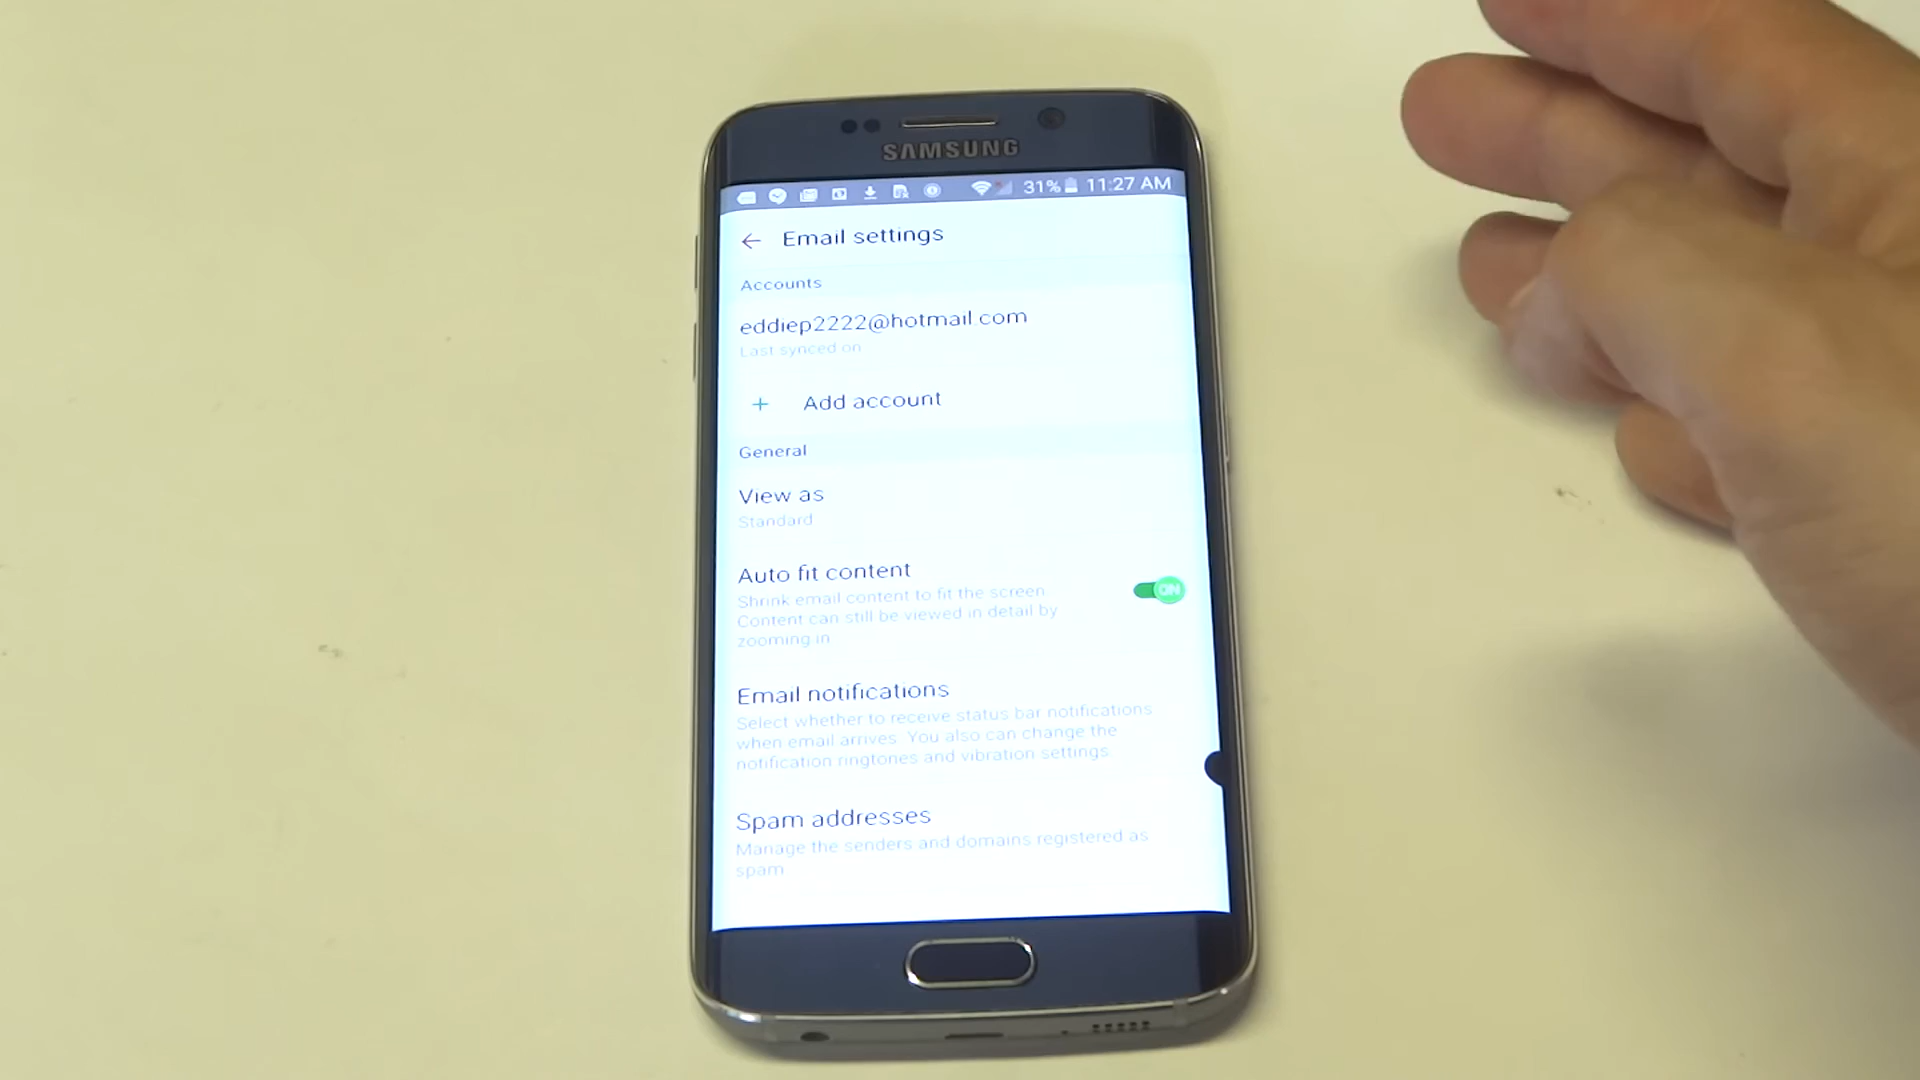 SAMSUNG
31% 11:27 AM
Email settings
Accounts
eddiep2222@hotmail.com
Last synced on
+ Add account
General
View as
Standard
Auto fit content
Shrink email content to fit the screen.
Content can still be viewed in detail by
zooming in.
ON
Email notifications
Select whether to receive status bar notifications
when email arrives. You also can change the
notification ringtones and vibration settings.
Spam addresses
Manage the senders and domains registered as
spam.